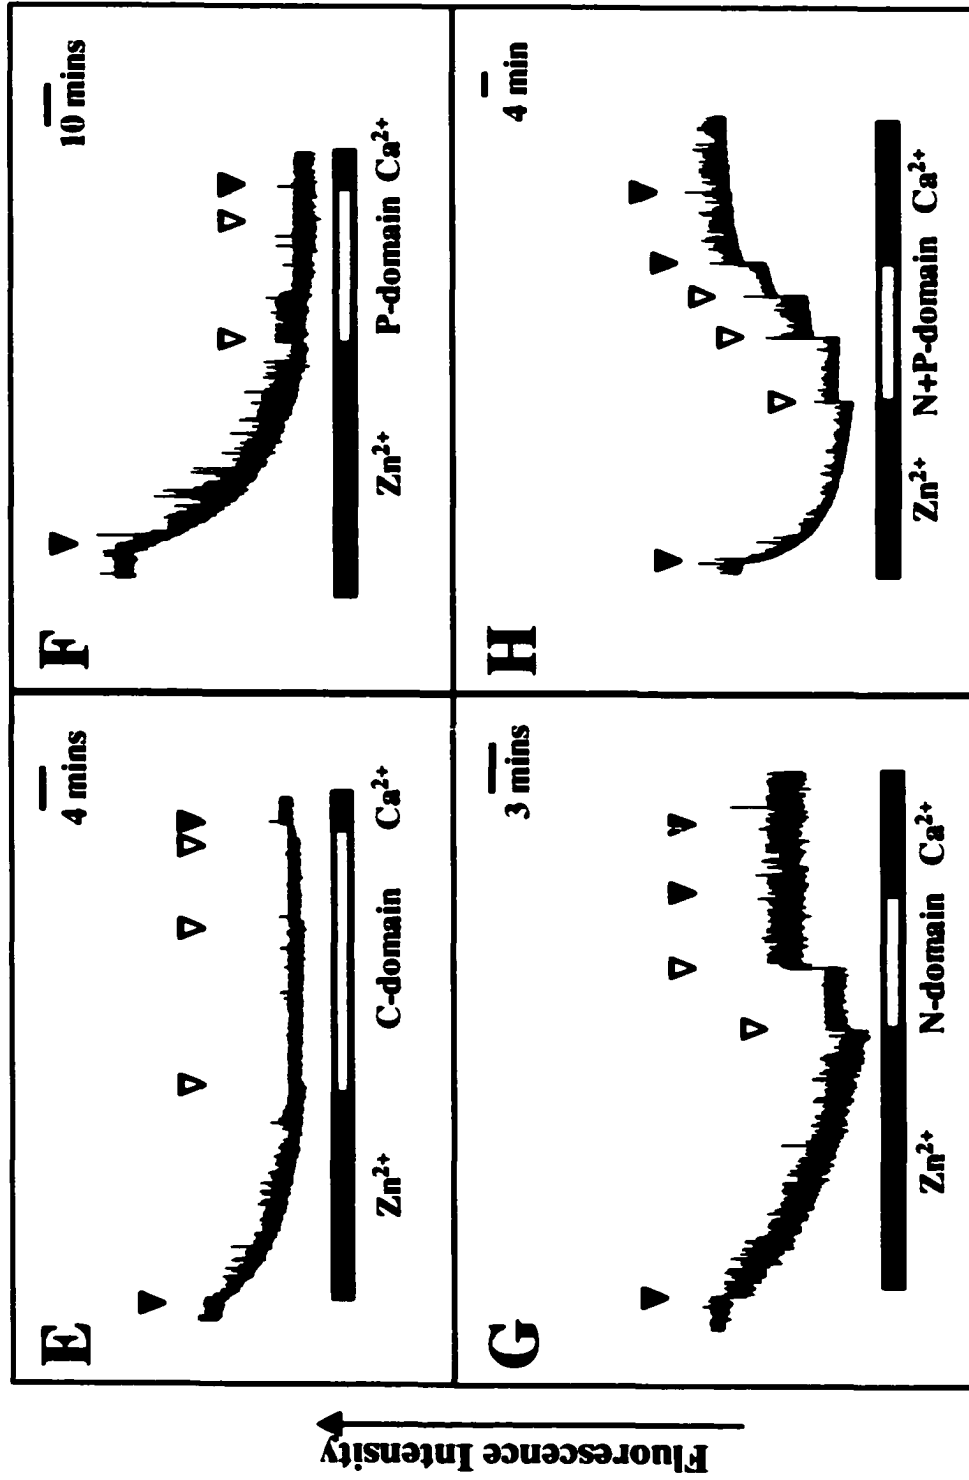 E
4 mins
Zn²⁺ C-domain Ca²⁺
F
10 mins
Zn²⁺ P-domain Ca²⁺
G
3 mins
Zn²⁺ N-domain Ca²⁺
H
4 min
Zn²⁺ N+P-domain Ca²⁺
Fluorescence Intensity